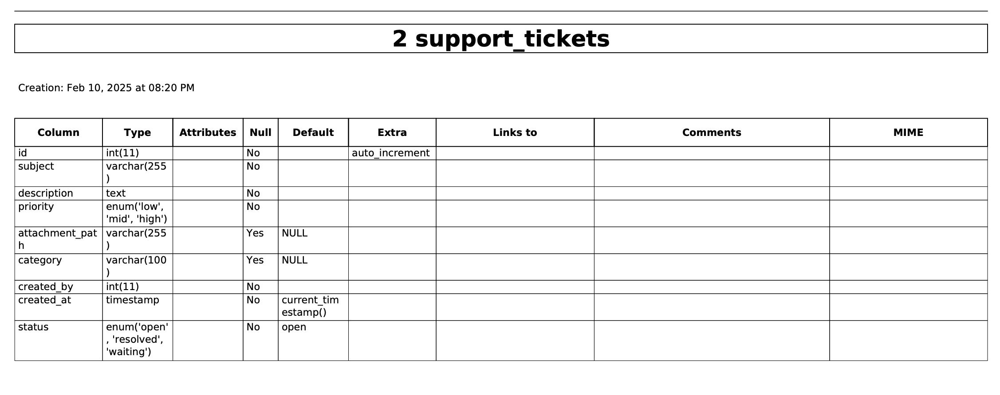 2 support_tickets
Creation: Feb 10, 2025 at 08:20 PM
Column Type Attributes Null Default Extra Links to Comments MIME
id int(11) No auto_increment
subject varchar(255
) No
description text No
priority enum('low', No
'mid', 'high')
attachment_pat varchar(255 Yes NULL
h )
category varchar(100 Yes NULL
)
created_by int(11) No
created_at timestamp No current_tim
estamp()
status enum('open' No open
, 'resolved',
'waiting')